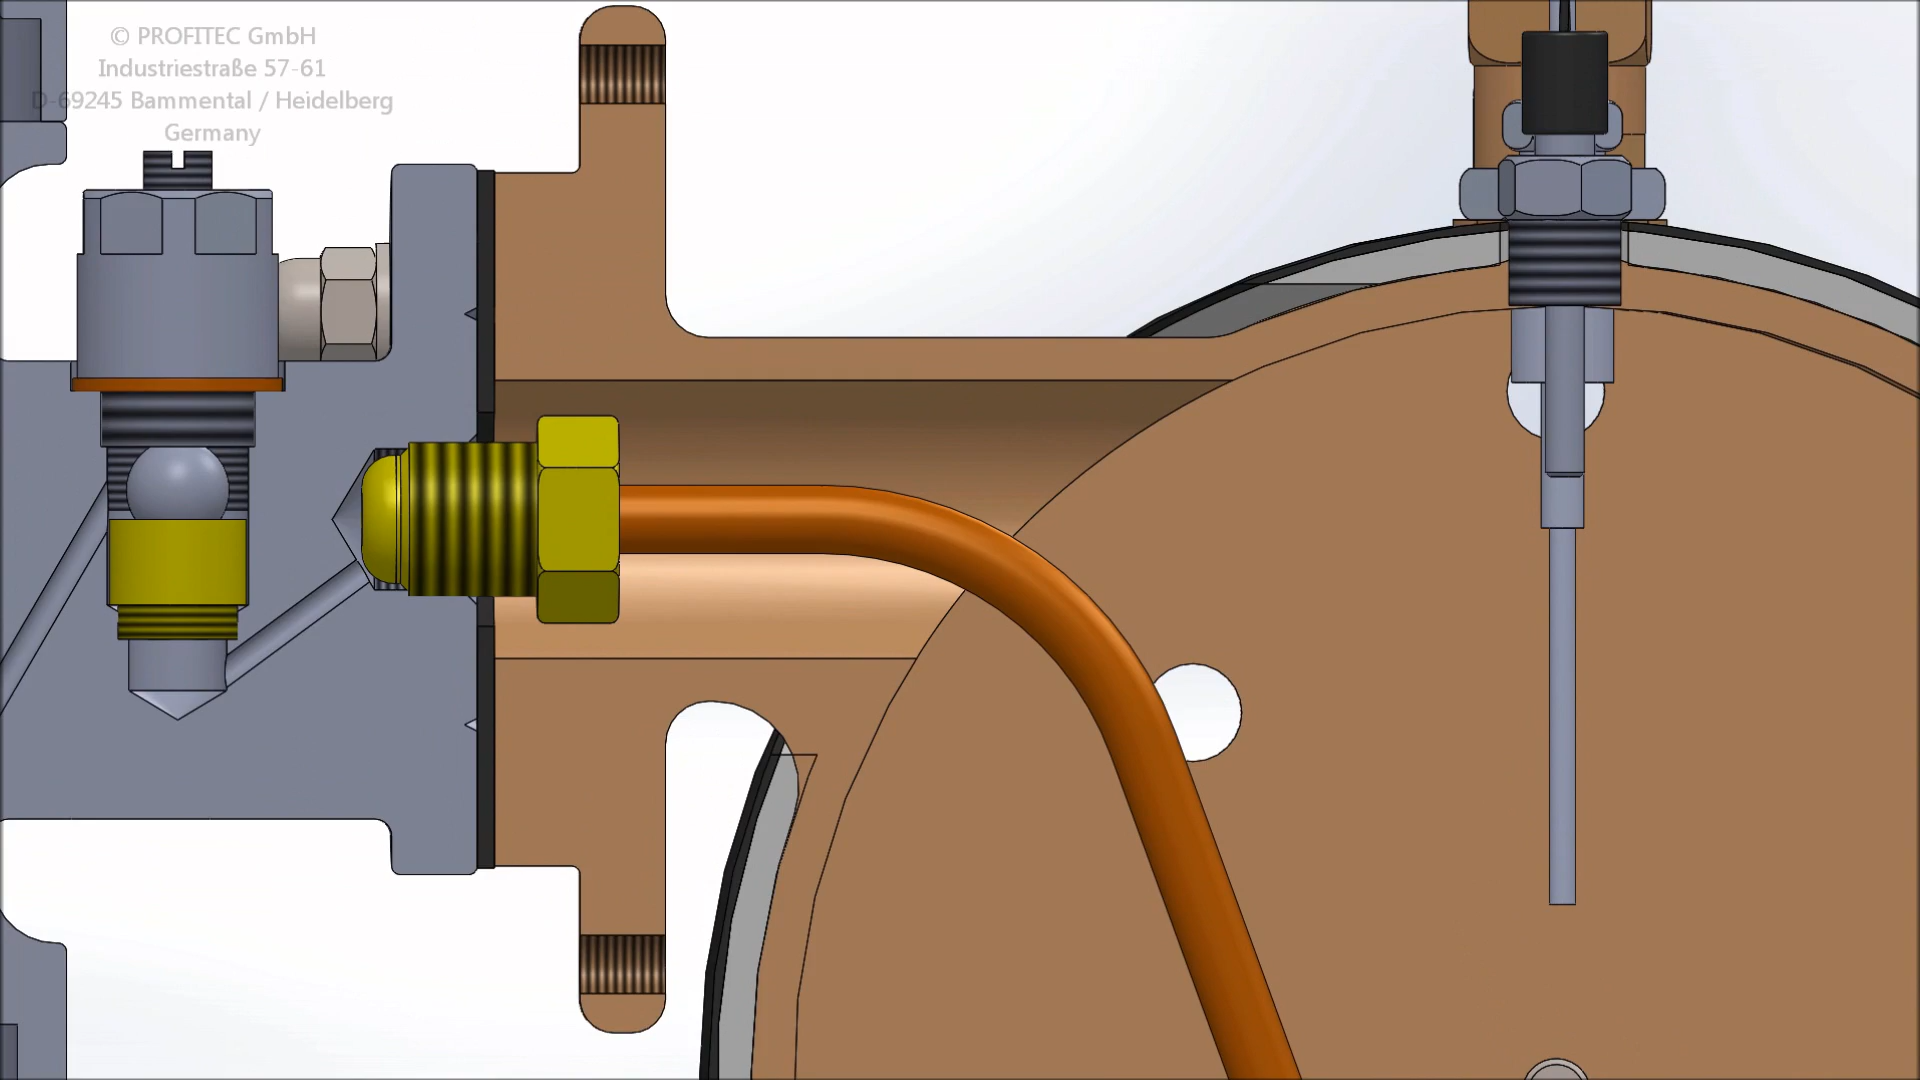 © PROFITEC GmbH
Industriestraße 57-61
D-69245 Bammental / Heidelberg
Germany